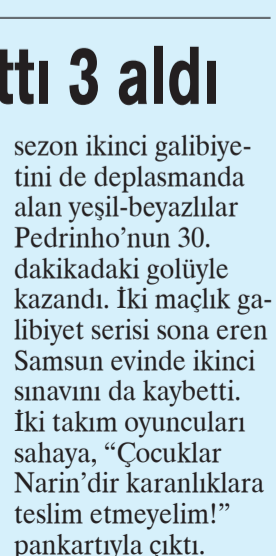 3 aldı
sezon ikinci galibiye-
tini de deplasmanda
alan yeşil-beyazlılar
Pedrinho’nun 30.
dakikadaki golüyle
kazandı. İki maçlık ga-
libiyet serisi sona eren
Samsun evinde ikinci
sınavını da kaybetti.
İki takım oyuncuları
sahaya, “Çocuklar
Narin’dir karanlıklara
teslim etmeyelim!”
pankartıyla çıktı.